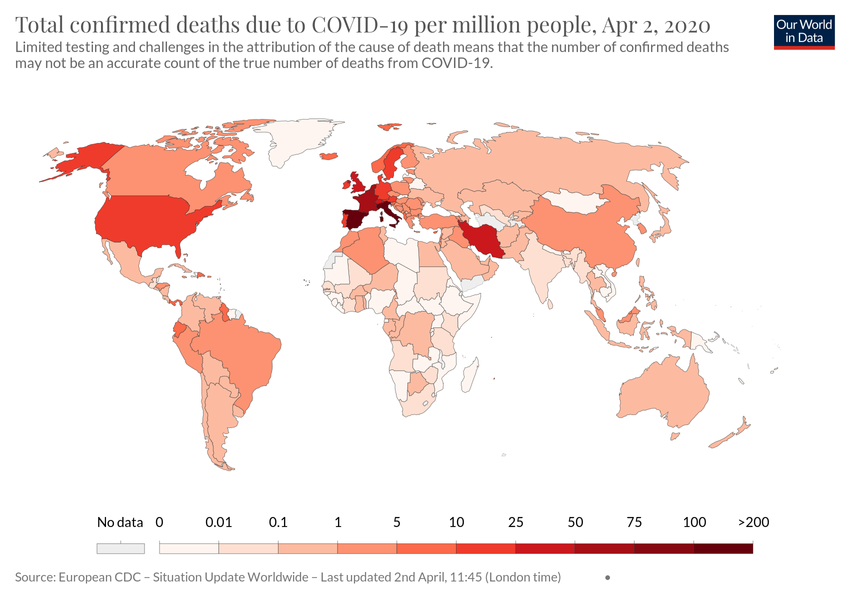 Total confirmed deaths due to COVID-19 per million people, Apr 2, 2020
Our World
in Data
Limited testing and challenges in the attribution of the cause of death means that the number of confirmed deaths
may not be an accurate count of the true number of deaths from COVID-19.
No data 0 0.01 0.1 1 5 10 25 50 75 100 >200
Source: European CDC – Situation Update Worldwide – Last updated 2nd April, 11:45 (London time) •